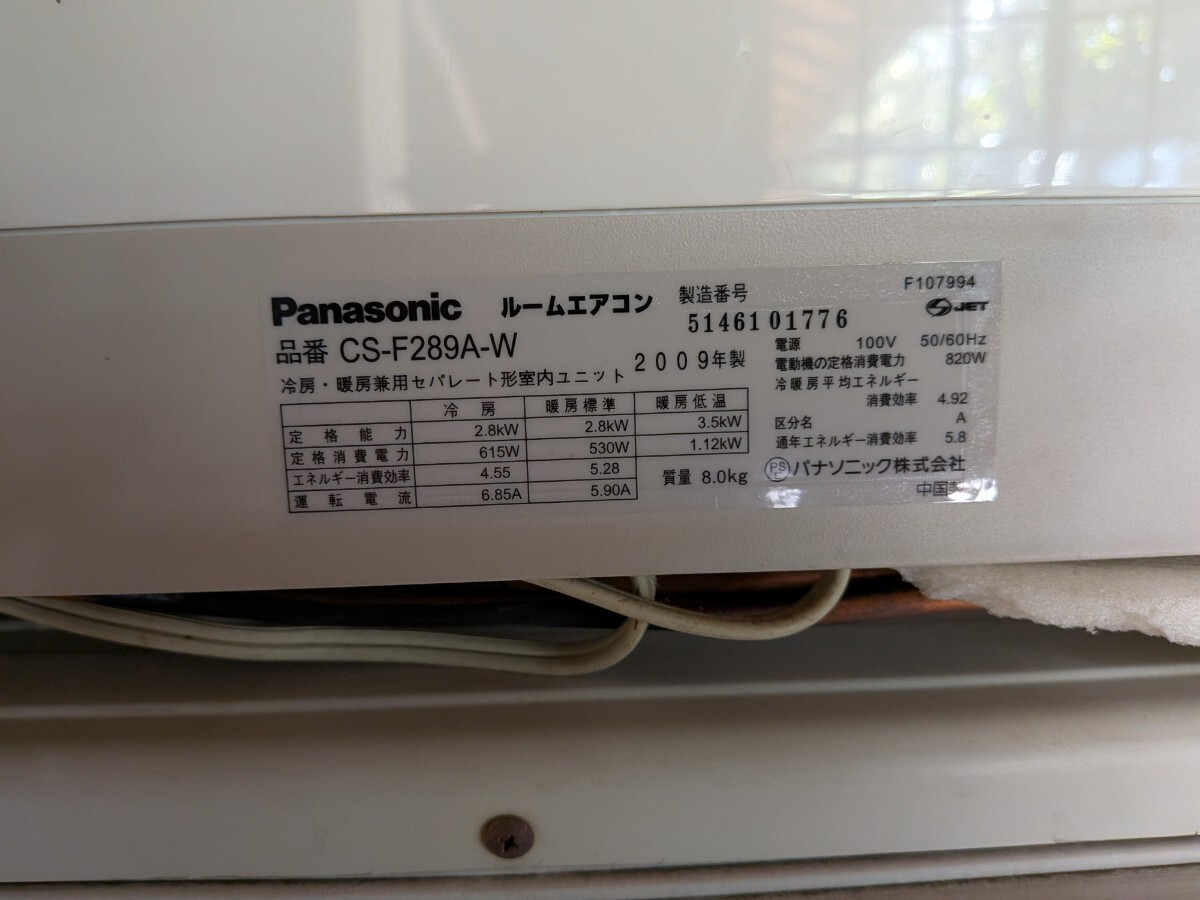 Panasonic ルームエアコン 製造番号 F107994
5146101776 JET
品番 CS-F289A-W 2009年製
電源 100V 50/60Hz
電動機の定格消費電力 820W
冷房・暖房兼用セパレート形室内ユニット
冷暖房平均エネルギー
消費効率 4.92
区分名 A
通年エネルギー消費効率 5.8
冷房 暖房標準 暖房低温
定格能力 2.8kW 2.8kW 3.5kW
定格消費電力 615W 530W 1.12kW
エネルギー消費効率 4.55 5.28
運転電流 6.85A 5.90A
質量 8.0kg
PS
E
パナソニック株式会社
中国製